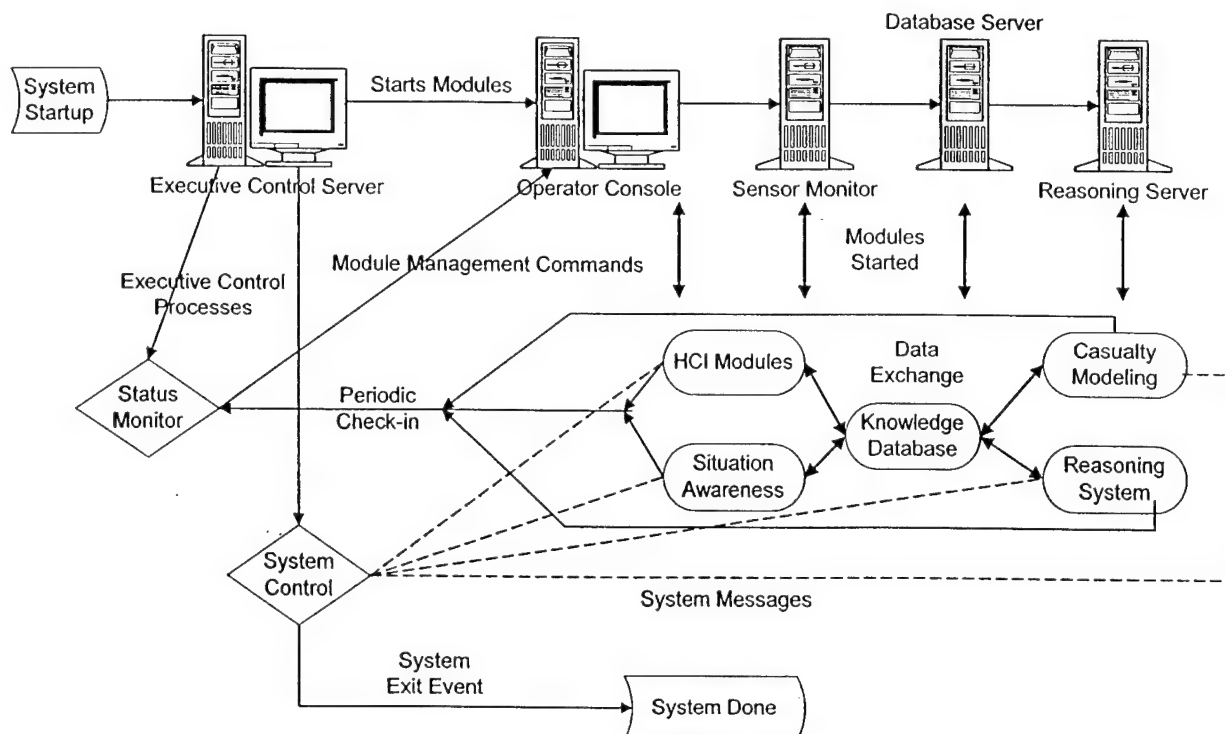 Database Server
System
Startup
Starts Modules
Executive Control Server
Operator Console
Sensor Monitor
Reasoning Server
Modules
Started
Module Management Commands
Executive Control
Processes
Status
Monitor
Periodic
Check-in
HCI Modules
Data
Exchange
Casualty
Modeling
Knowledge
Database
Situation
Awareness
Reasoning
System
System
Control
System Messages
System
Exit Event
System Done